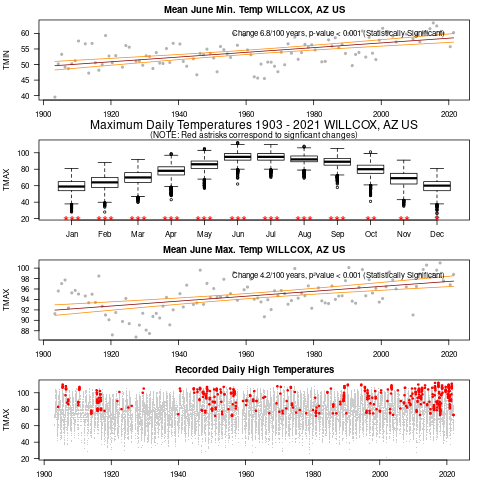 Mean June Min. Temp WILLCOX, AZ US
Change 6.8/100 years, p-value < 0.001 (Statistically Significant)
TMIN
60
55
50
45
40
1900 1920 1940 1960 1980 2000 2020
Maximum Daily Temperatures 1903 - 2021 WILLCOX, AZ US
(NOTE: Red astrisks correspond to signficant changes)
TMAX
100
80
60
40
20
*** *** *** *** *** *** *** *** *** ** ** *
Jan Feb Mar Apr May Jun Jul Aug Sep Oct Nov Dec
Mean June Max. Temp WILLCOX, AZ US
Change 4.2/100 years, p-value < 0.001 (Statistically Significant)
TMAX
100
98
96
94
92
90
88
1900 1920 1940 1960 1980 2000 2020
Recorded Daily High Temperatures
TMAX
100
80
60
40
20
1900 1920 1940 1960 1980 2000 2020